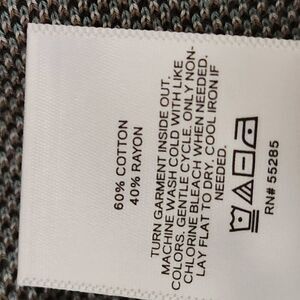 60% COTTON
40% RAYON
TURN GARMENT INSIDE OUT.
MACHINE WASH COLD WITH LIKE
COLORS. GENTLE CYCLE. ONLY NON-
CHLORINE BLEACH WHEN NEEDED.
LAY FLAT TO DRY, COOL IRON IF
NEEDED.
RN# 55285